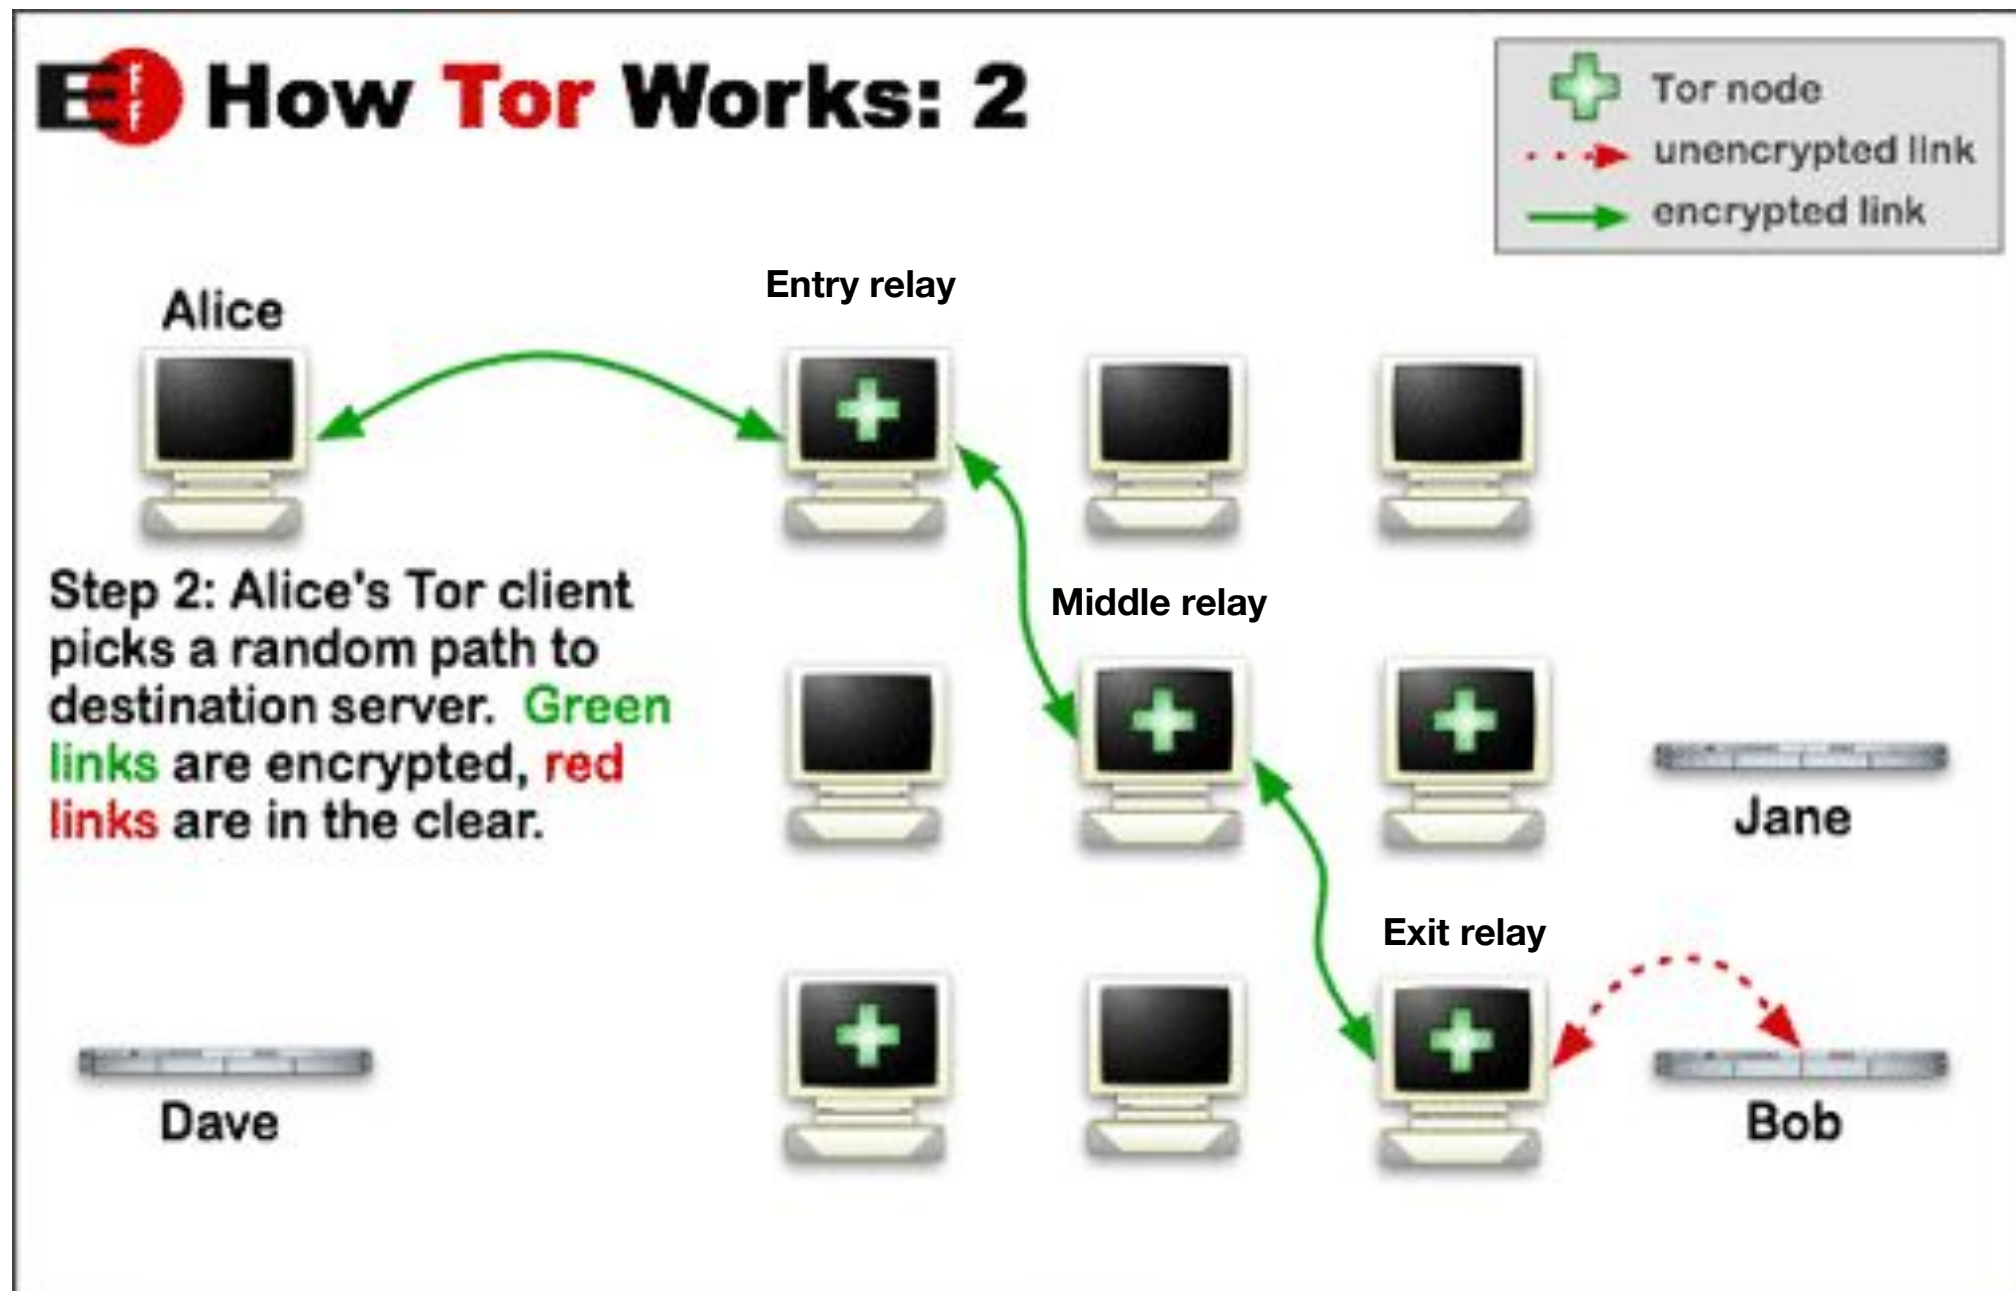 EFF How Tor Works: 2
Tor node
unencrypted link
encrypted link
Entry relay
Alice
Middle relay
Step 2: Alice's Tor client
picks a random path to
destination server. Green
links are encrypted, red
links are in the clear.
Jane
Exit relay
Dave
Bob